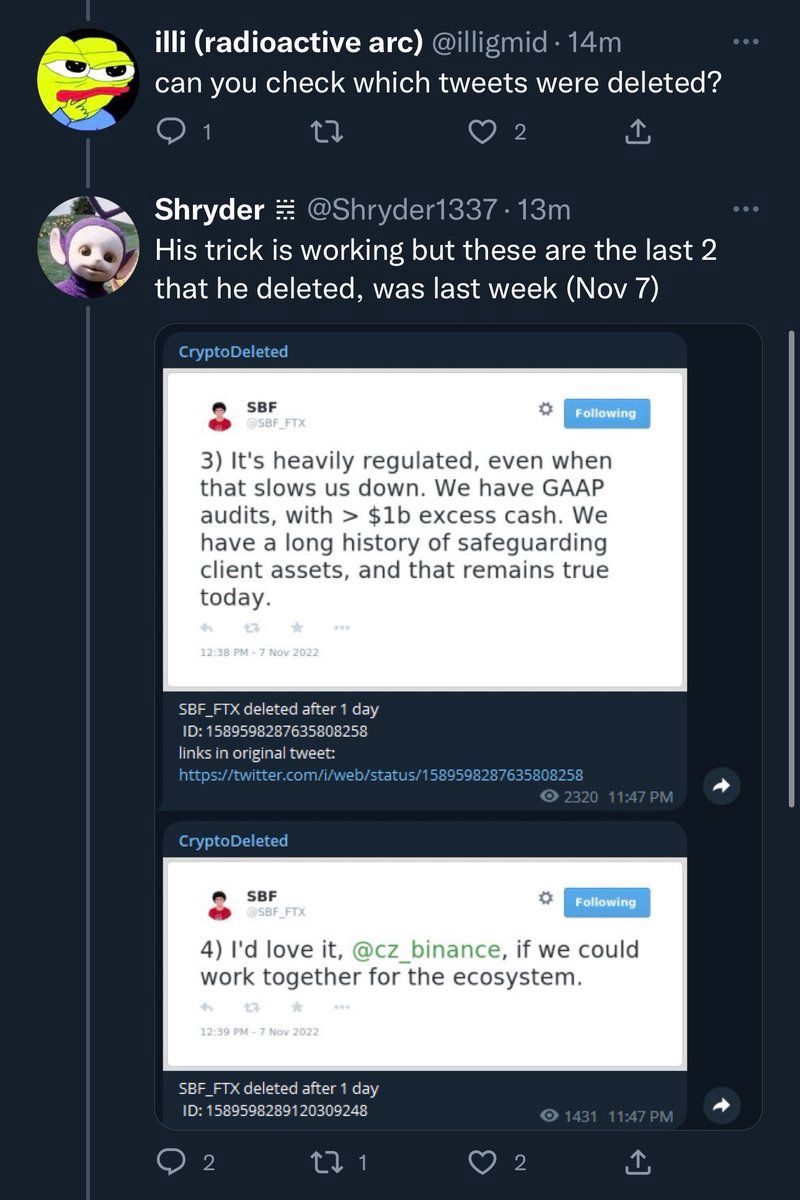 illi (radioactive arc) @illigmid · 14m
can you check which tweets were deleted?
1 2
Shryder @Shryder1337 · 13m
His trick is working but these are the last 2
that he deleted, was last week (Nov 7)
CryptoDeleted
SBF
@SBF_FTX
Following
3) It's heavily regulated, even when
that slows us down. We have GAAP
audits, with > $1b excess cash. We
have a long history of safeguarding
client assets, and that remains true
today.
12:38 PM - 7 Nov 2022
SBF_FTX deleted after 1 day
ID: 1589598287635808258
links in original tweet:
https://twitter.com/i/web/status/1589598287635808258
2320 11:47 PM
CryptoDeleted
SBF
@SBF_FTX
Following
4) I'd love it, @cz_binance, if we could
work together for the ecosystem.
12:39 PM - 7 Nov 2022
SBF_FTX deleted after 1 day
ID: 1589598289120309248
1431 11:47 PM
2 1 2